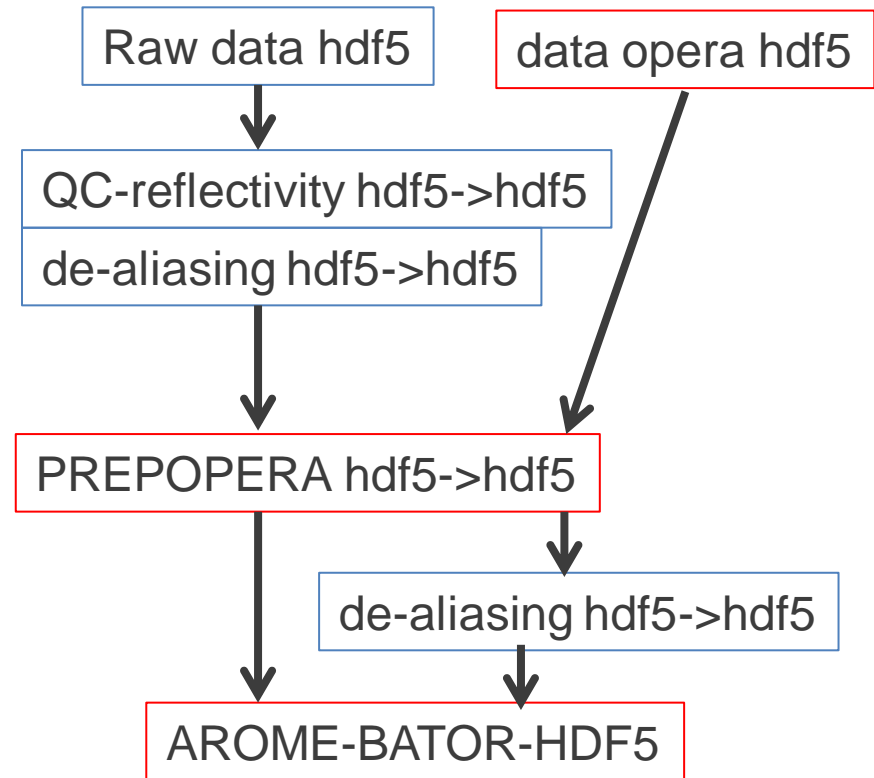 Raw data hdf5
data opera hdf5
QC-reflectivity hdf5->hdf5
de-aliasing hdf5->hdf5
PREPOPERA hdf5->hdf5
de-aliasing hdf5->hdf5
AROME-BATOR-HDF5